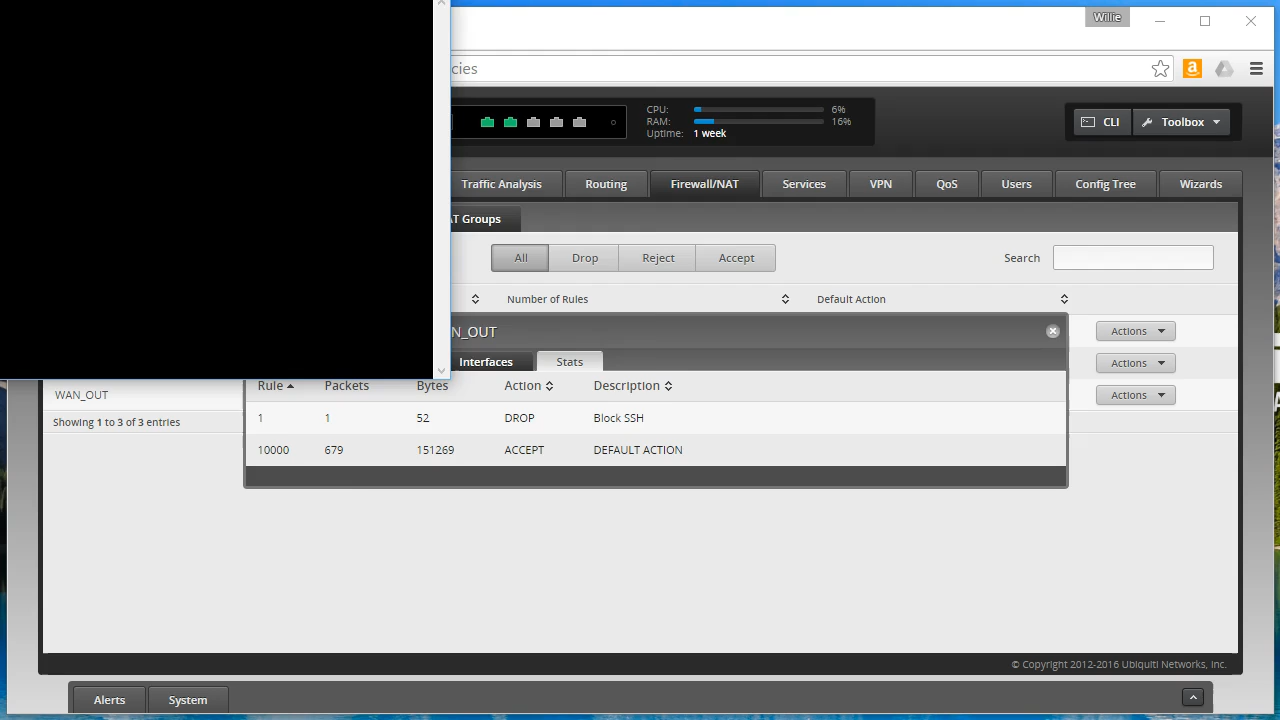 Willie
cies
CPU: 6%
RAM: 16%
Uptime: 1 week
CLI
Toolbox
Traffic Analysis
Routing
Firewall/NAT
Services
VPN
QoS
Users
Config Tree
Wizards
AT Groups
All
Drop
Reject
Accept
Search
Number of Rules
Default Action
N_OUT
Actions
Interfaces
Stats
Actions
Rule Packets Bytes Action Description
WAN_OUT
Actions
1 1 52 DROP Block SSH
Showing 1 to 3 of 3 entries
10000 679 151269 ACCEPT DEFAULT ACTION
© Copyright 2012-2016 Ubiquiti Networks, Inc.
Alerts
System